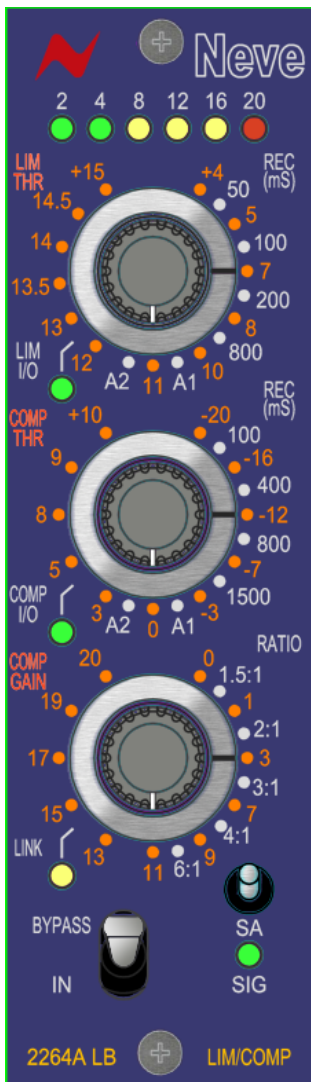 Neve
2 4 8 12 16 20
LIM THR
REC (mS)
+15 +4
50
14.5 5
100
14 7
200
13.5 8
13 800
12 10
A2 11 A1
LIM I/O
COMP THR
REC (mS)
+10 -20
100
9 -16
400
8 -12
800
5 -7
1500
3 -3
A2 0 A1
COMP I/O
RATIO
COMP GAIN
20 0
1.5:1
19 1
2:1
17 3
3:1
15 7
4:1
13 9
11 6:1
LINK
BYPASS
SA
IN SIG
2264A LB LIM/COMP